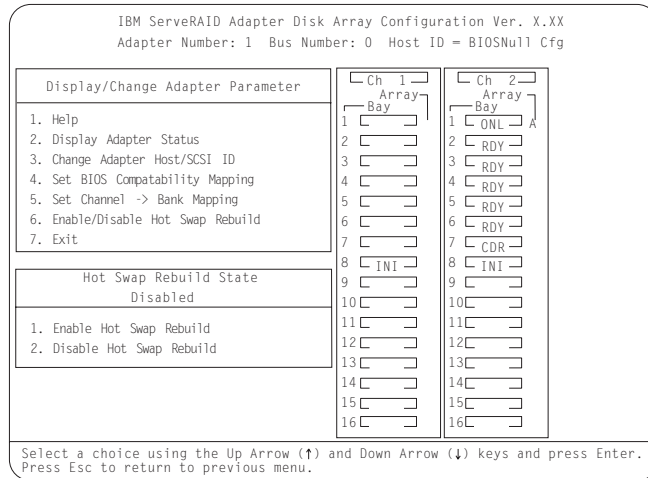 IBM ServeRAID Adapter Disk Array Configuration Ver. X.XX
Adapter Number: 1 Bus Number: 0 Host ID = BIOSNull Cfg
Display/Change Adapter Parameter
1. Help
2. Display Adapter Status
3. Change Adapter Host/SCSI ID
4. Set BIOS Compatability Mapping
5. Set Channel -> Bank Mapping
6. Enable/Disable Hot Swap Rebuild
7. Exit
Hot Swap Rebuild State
Disabled
1. Enable Hot Swap Rebuild
2. Disable Hot Swap Rebuild
Ch 1
Array
Bay
1
2
3
4
5
6
7
8 INI
9
10
11
12
13
14
15
16
Ch 2
Array
Bay
1 ONL A
2 RDY
3 RDY
4 RDY
5 RDY
6 RDY
7 CDR
8 INI
9
10
11
12
13
14
15
16
Select a choice using the Up Arrow (↑) and Down Arrow (↓) keys and press Enter.
Press Esc to return to previous menu.